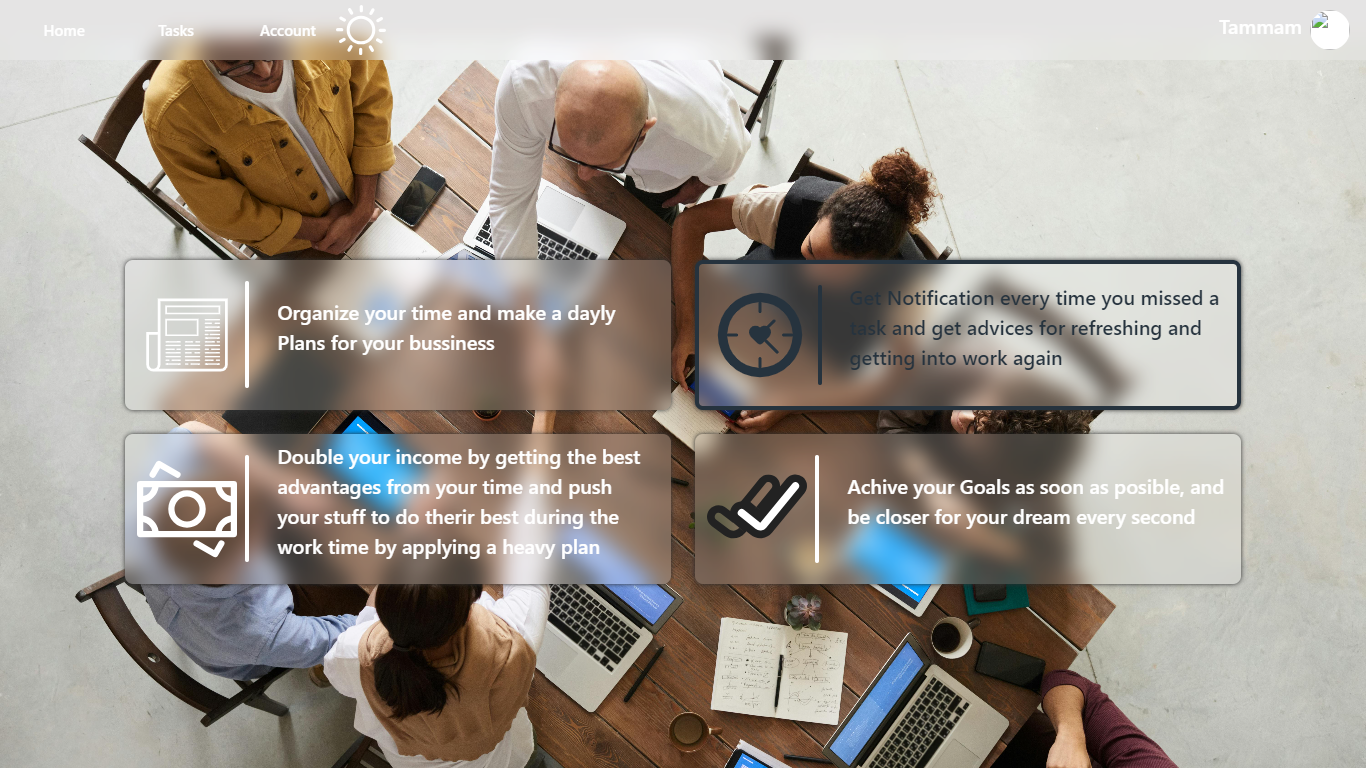 Home
Tasks
Account
Tammam
Organize your time and make a dayly
Plans for your bussiness
Get Notification every time you missed a
task and get advices for refreshing and
getting into work again
Double your income by getting the best
advantages from your time and push
your stuff to do therir best during the
work time by applying a heavy plan
Achive your Goals as soon as posible, and
be closer for your dream every second